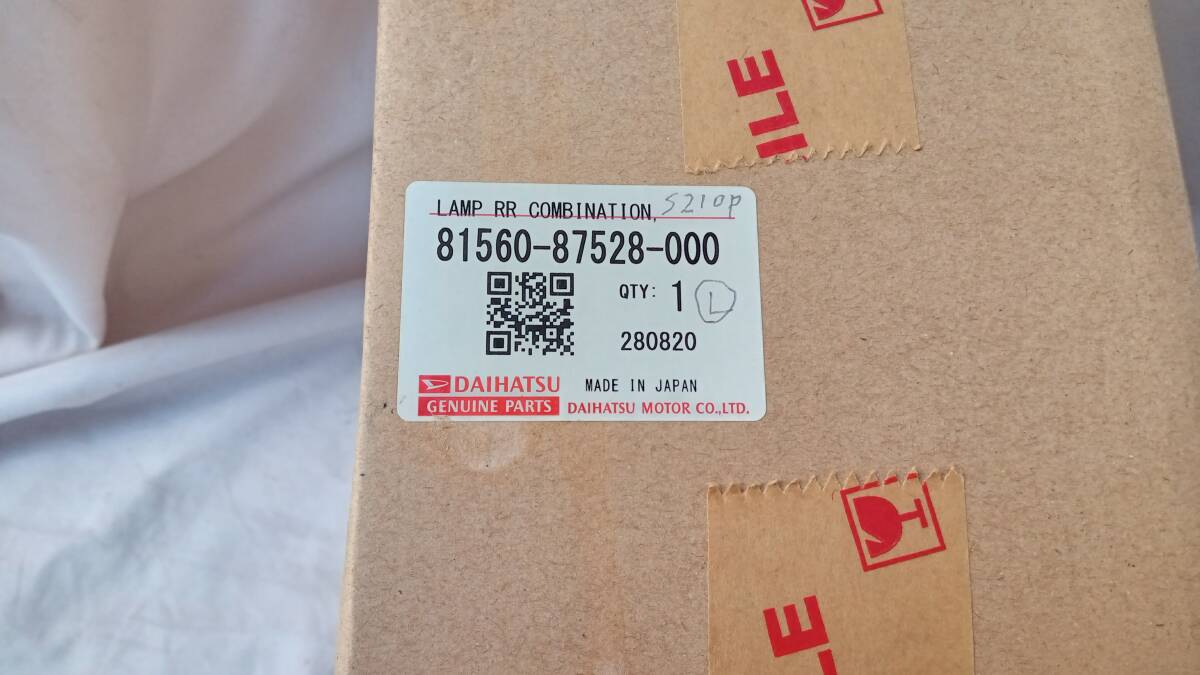 ILE
LAMP RR COMBINATION, S210P
81560-87528-000
QTY: 1 L
280820
DAIHATSU MADE IN JAPAN
GENUINE PARTS DAIHATSU MOTOR CO.,LTD.
ILE